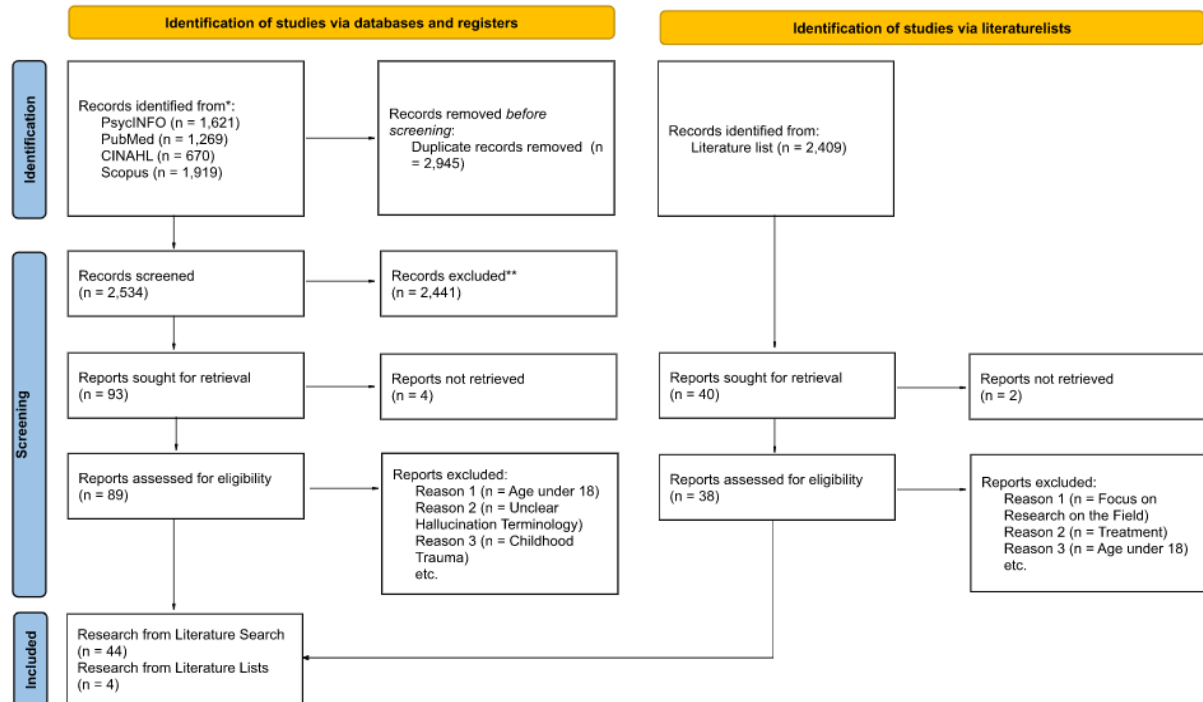 Identification of studies via databases and registers
Identification of studies via literaturelists
Identification
Records identified from*:
PsycINFO (n = 1,621)
PubMed (n = 1,269)
CINAHL (n = 670)
Scopus (n = 1,919)
Records removed before
screening:
Duplicate records removed (n
= 2,945)
Records identified from:
Literature list (n = 2,409)
Screening
Records screened
(n = 2,534)
Records excluded**
(n = 2,441)
Reports sought for retrieval
(n = 93)
Reports not retrieved
(n = 4)
Reports sought for retrieval
(n = 40)
Reports not retrieved
(n = 2)
Reports assessed for eligibility
(n = 89)
Reports excluded:
Reason 1 (n = Age under 18)
Reason 2 (n = Unclear
Hallucination Terminology)
Reason 3 (n = Childhood
Trauma)
etc.
Reports assessed for eligibility
(n = 38)
Reports excluded:
Reason 1 (n = Focus on
Research on the Field)
Reason 2 (n = Treatment)
Reason 3 (n = Age under 18)
etc.
Included
Research from Literature Search
(n = 44)
Research from Literature Lists
(n = 4)